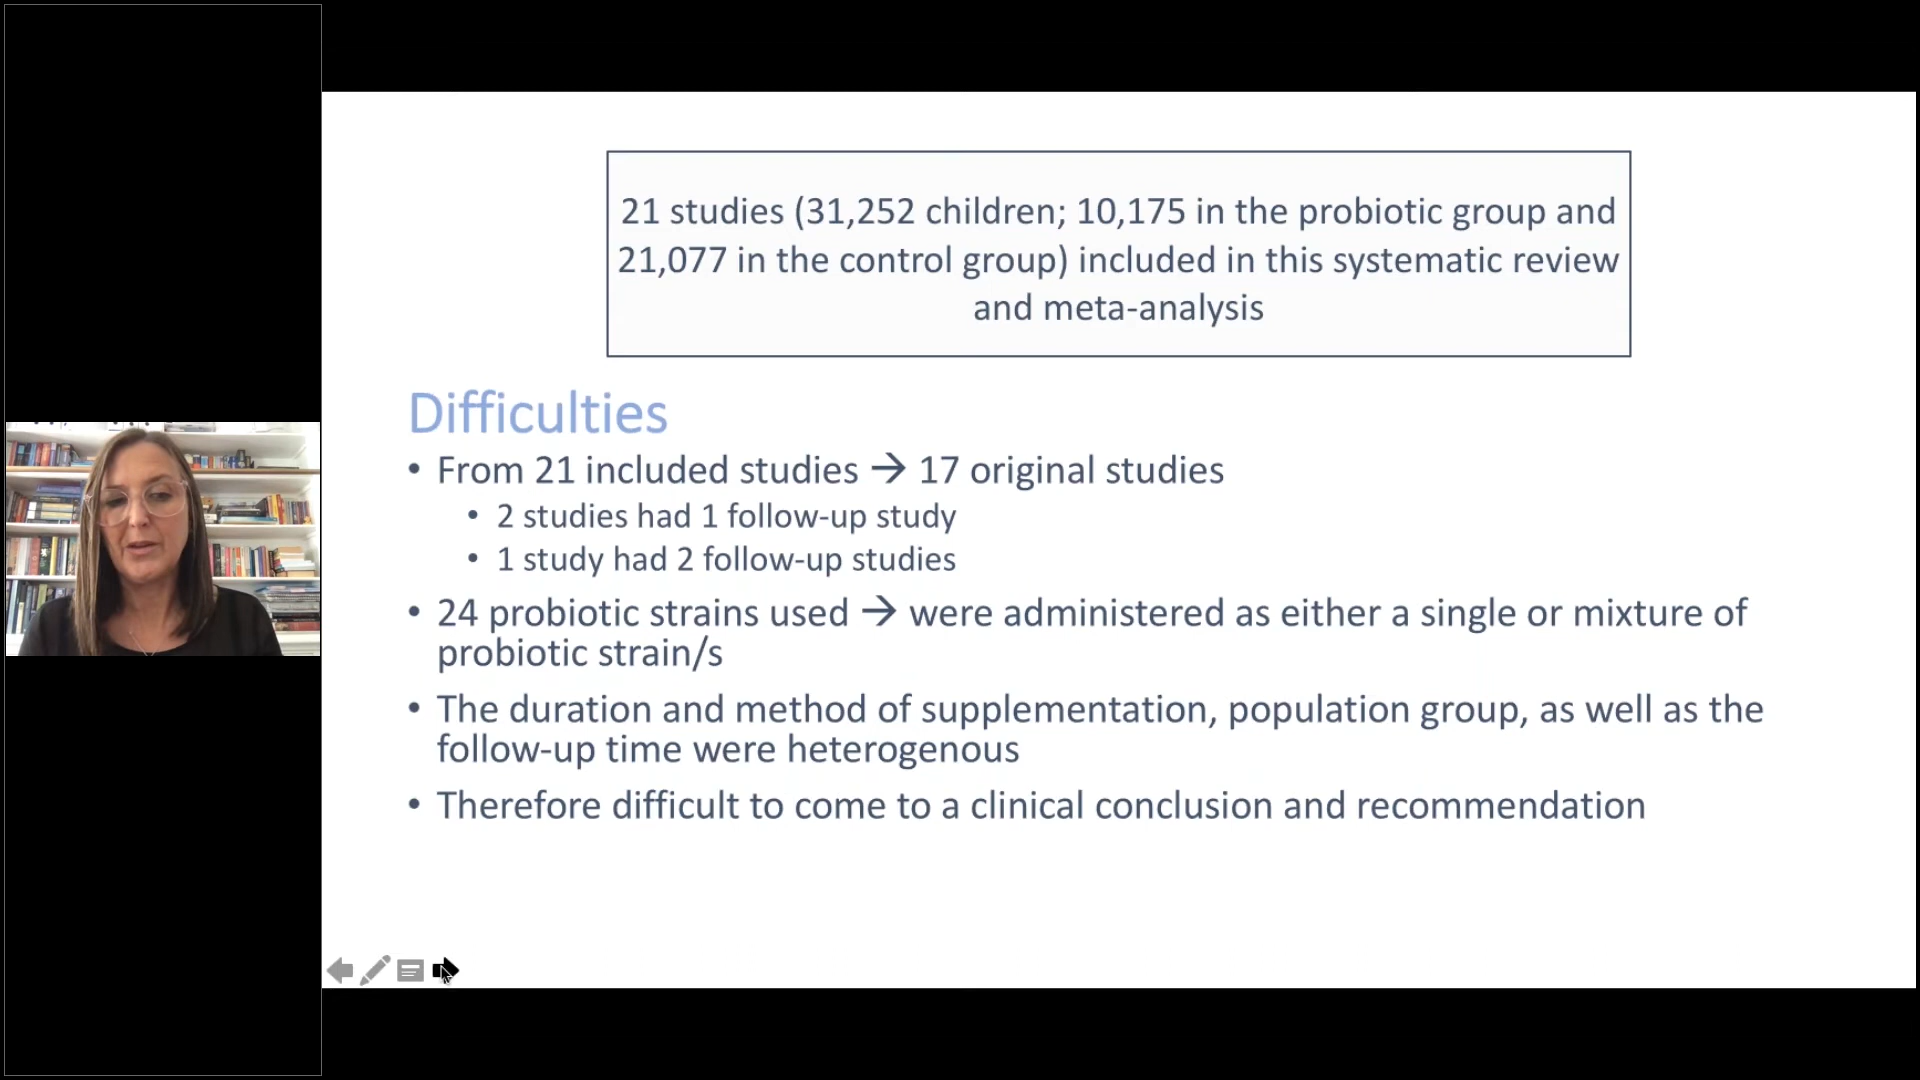 21 studies (31,252 children; 10,175 in the probiotic group and
21,077 in the control group) included in this systematic review
and meta-analysis
Difficulties
• From 21 included studies → 17 original studies
• 2 studies had 1 follow-up study
• 1 study had 2 follow-up studies
• 24 probiotic strains used → were administered as either a single or mixture of
probiotic strain/s
• The duration and method of supplementation, population group, as well as the
follow-up time were heterogenous
• Therefore difficult to come to a clinical conclusion and recommendation